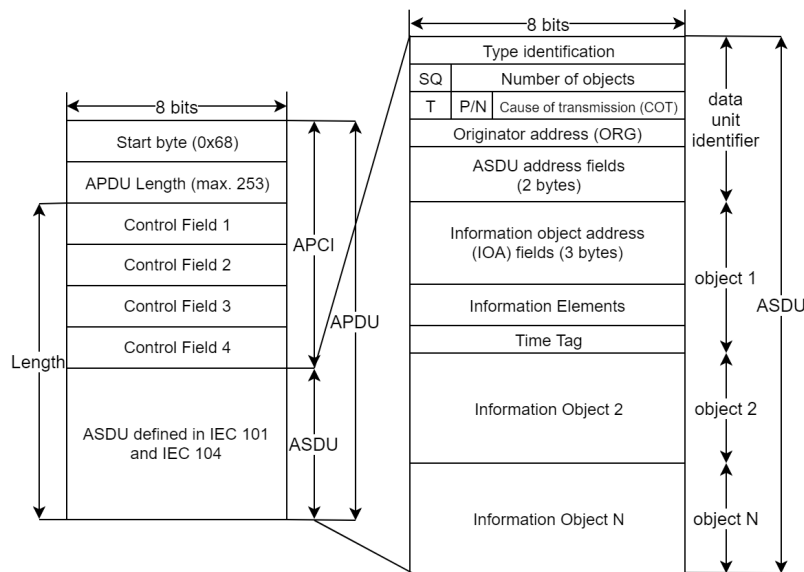 8 bits
Start byte (0x68)
APDU Length (max. 253)
Control Field 1
Control Field 2
Control Field 3
Control Field 4
ASDU defined in IEC 101
and IEC 104
Length
APCI
APDU
ASDU
8 bits
Type identification
SQ
Number of objects
T
P/N
Cause of transmission (COT)
Originator address (ORG)
ASDU address fields
(2 bytes)
Information object address
(IOA) fields (3 bytes)
Information Elements
Time Tag
Information Object 2
Information Object N
data
unit
identifier
object 1
object 2
object N
ASDU